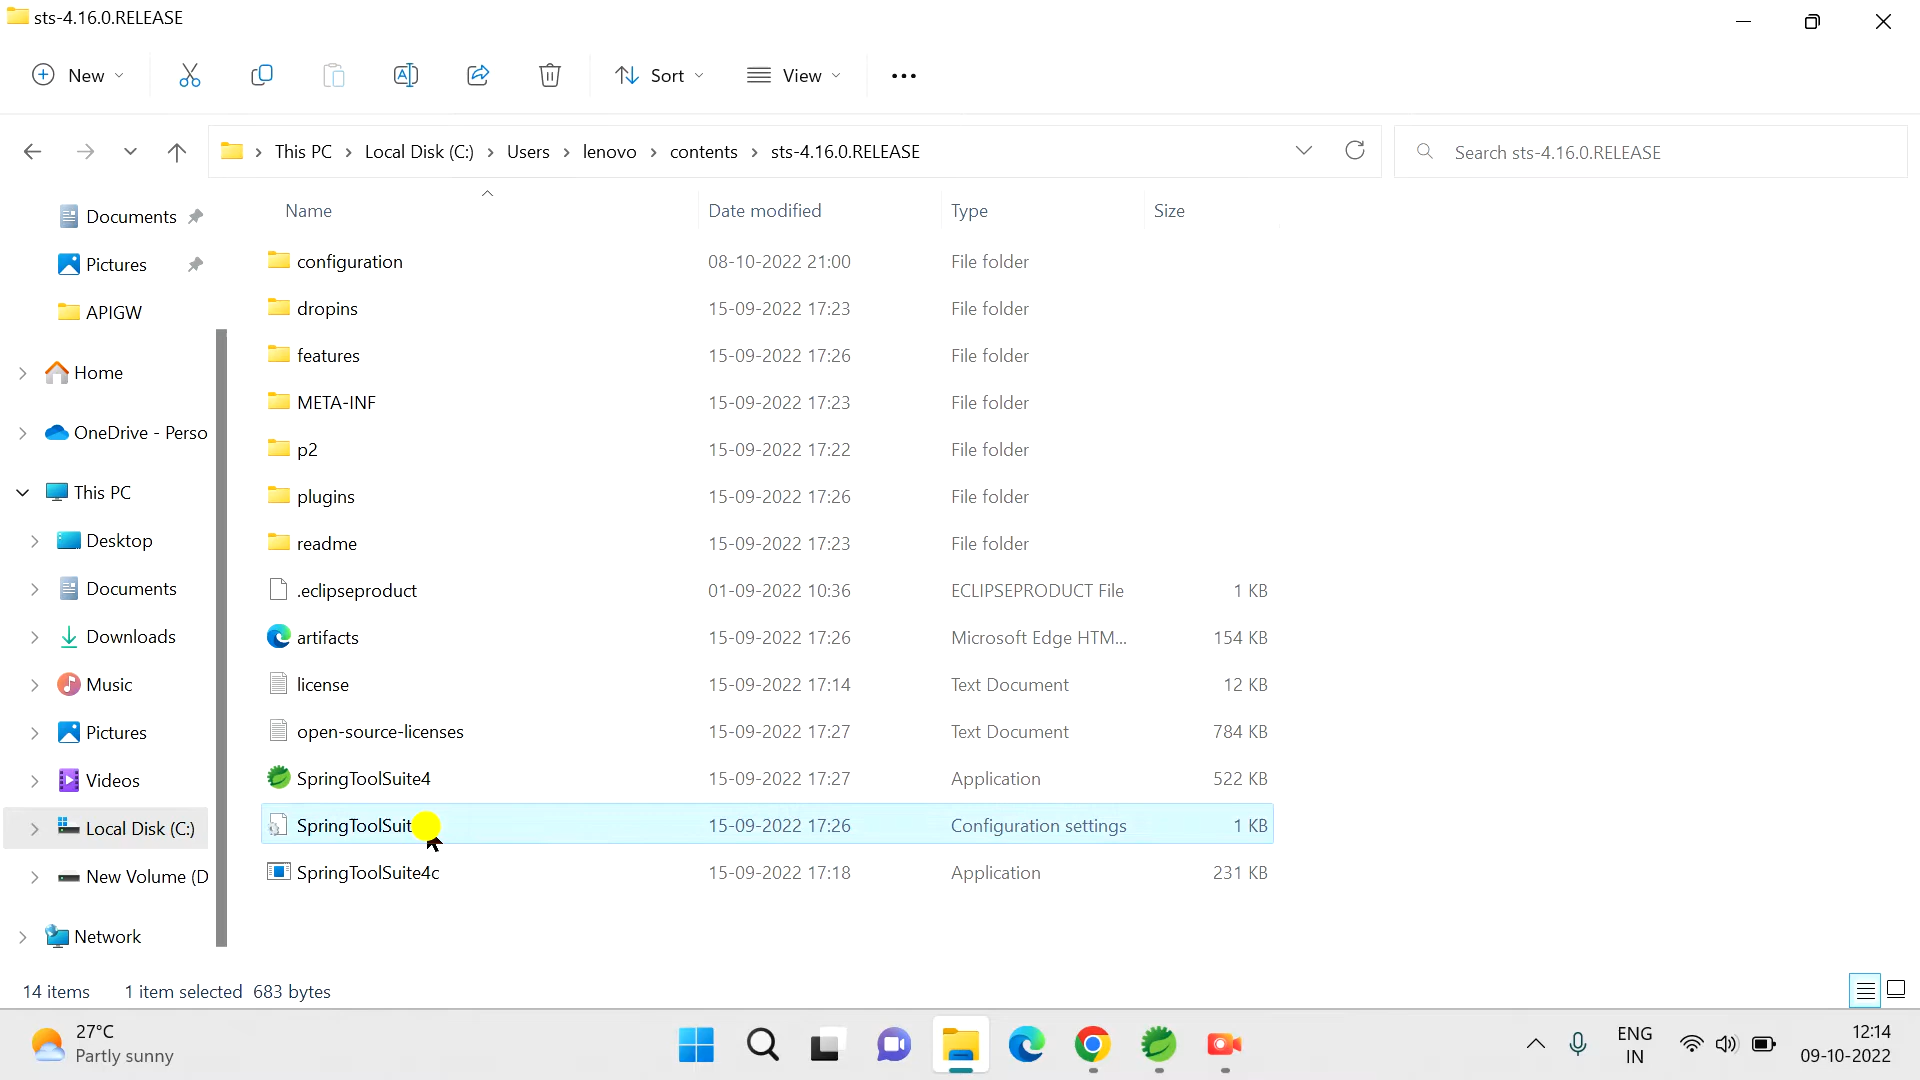 sts-4.16.0.RELEASE
New
Sort
View
This PC > Local Disk (C:) > Users > lenovo > contents > sts-4.16.0.RELEASE
Search sts-4.16.0.RELEASE
Documents
Pictures
APIGW
Home
OneDrive - Perso
This PC
Desktop
Documents
Downloads
Music
Pictures
Videos
Local Disk (C:)
New Volume (D
Network
Name Date modified Type Size
configuration 08-10-2022 21:00 File folder
dropins 15-09-2022 17:23 File folder
features 15-09-2022 17:26 File folder
META-INF 15-09-2022 17:23 File folder
p2 15-09-2022 17:22 File folder
plugins 15-09-2022 17:26 File folder
readme 15-09-2022 17:23 File folder
.eclipseproduct 01-09-2022 10:36 ECLIPSEPRODUCT File 1 KB
artifacts 15-09-2022 17:26 Microsoft Edge HTM... 154 KB
license 15-09-2022 17:14 Text Document 12 KB
open-source-licenses 15-09-2022 17:27 Text Document 784 KB
SpringToolSuite4 15-09-2022 17:27 Application 522 KB
SpringToolSuit 15-09-2022 17:26 Configuration settings 1 KB
SpringToolSuite4c 15-09-2022 17:18 Application 231 KB
14 items 1 item selected 683 bytes
27°C
Partly sunny
ENG
IN
12:14
09-10-2022